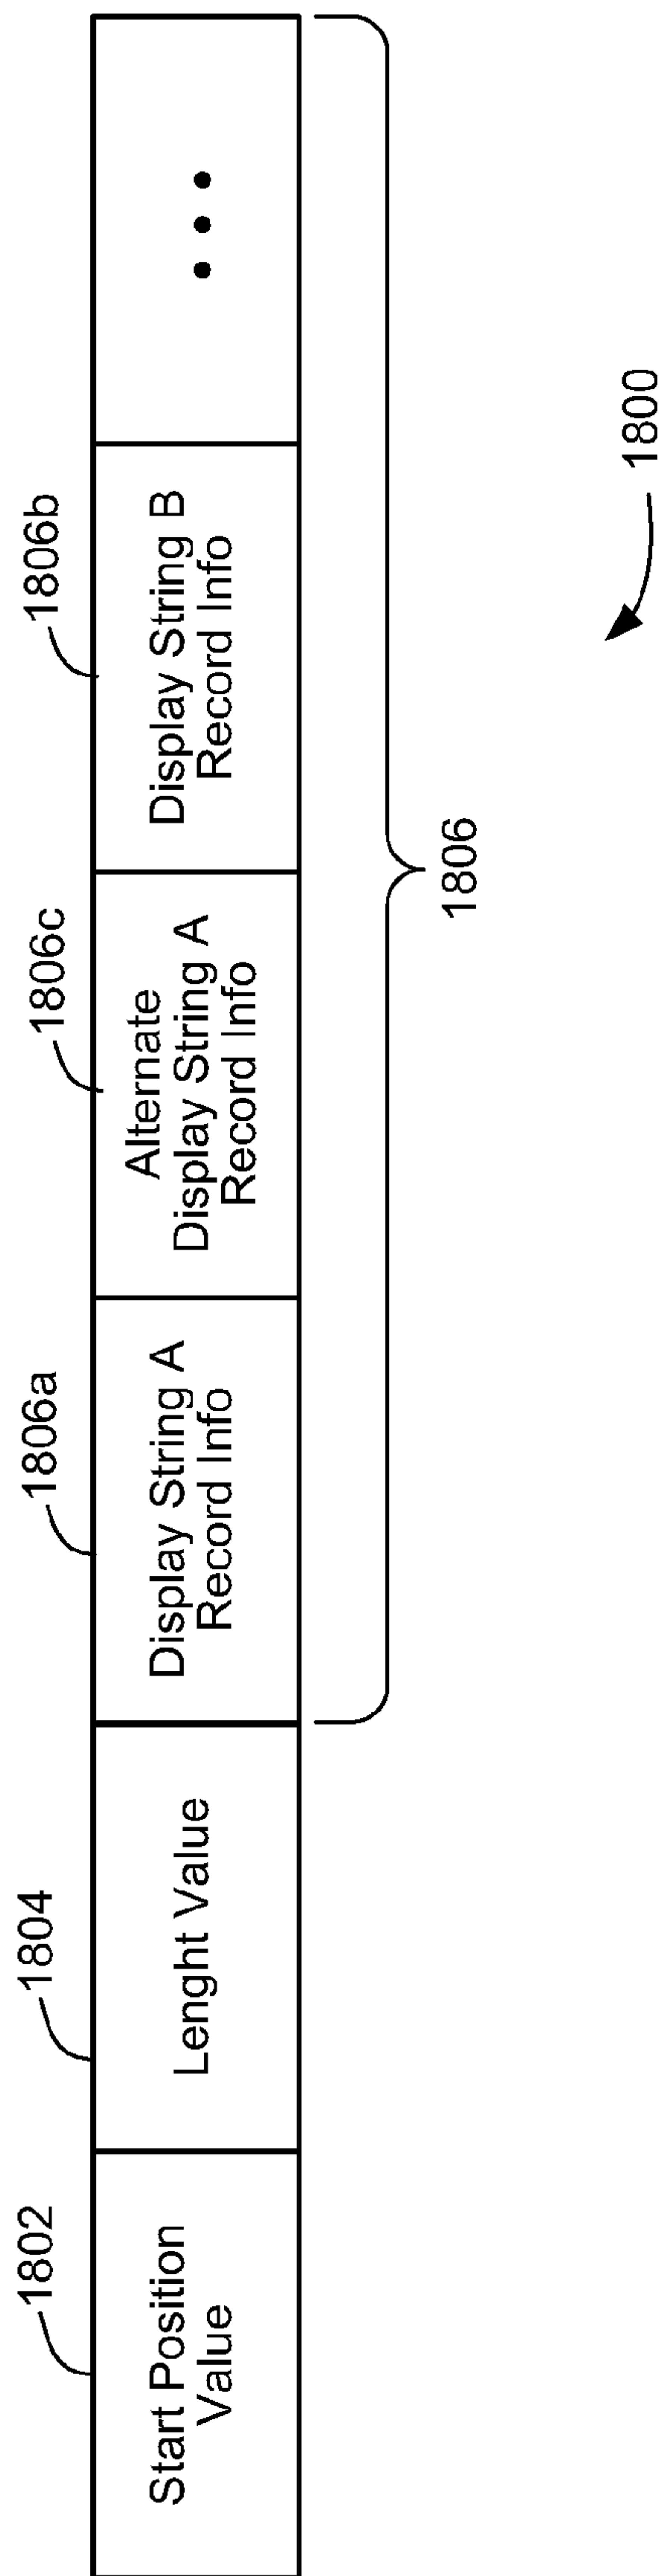 1802
1804
1806a
1806c
1806b
Start Position
Value
Lenght Value
Display String A
Record Info
Alternate
Display String A
Record Info
Display String B
Record Info
• • •
1806
1800